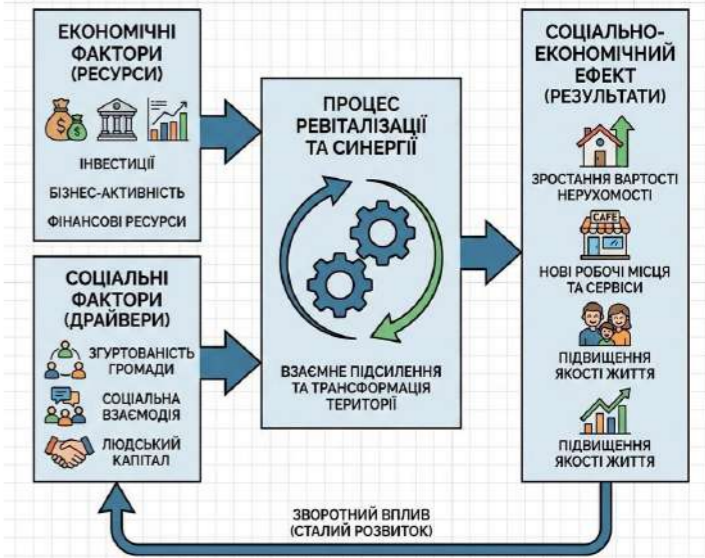 ЕКОНОМІЧНІ
ФАКТОРИ
(РЕСУРСИ)
$
$
ІНВЕСТИЦІЇ
БІЗНЕС-АКТИВНІСТЬ
ФІНАНСОВІ РЕСУРСИ
СОЦІАЛЬНІ
ФАКТОРИ
(ДРАЙВЕРИ)
ЗГУРТОВАНІСТЬ
ГРОМАДИ
СОЦІАЛЬНА
ВЗАЄМОДІЯ
ЛЮДСЬКИЙ
КАПІТАЛ
ПРОЦЕС
РЕВІТАЛІЗАЦІЇ
ТА СИНЕРГІЇ
ВЗАЄМНЕ ПІДСИЛЕННЯ
ТА ТРАНСФОРМАЦІЯ
ТЕРИТОРІЇ
СОЦІАЛЬНО-
ЕКОНОМІЧНИЙ
ЕФЕКТ
(РЕЗУЛЬТАТИ)
ЗРОСТАННЯ ВАРТОСТІ
НЕРУХОМОСТІ
CAFE
НОВІ РОБОЧІ МІСЦЯ
ТА СЕРВІСИ
ПІДВИЩЕННЯ
ЯКОСТІ ЖИТТЯ
ПІДВИЩЕННЯ
ЯКОСТІ ЖИТТЯ
ЗВОРОТНИЙ ВПЛИВ
(СТАЛИЙ РОЗВИТОК)